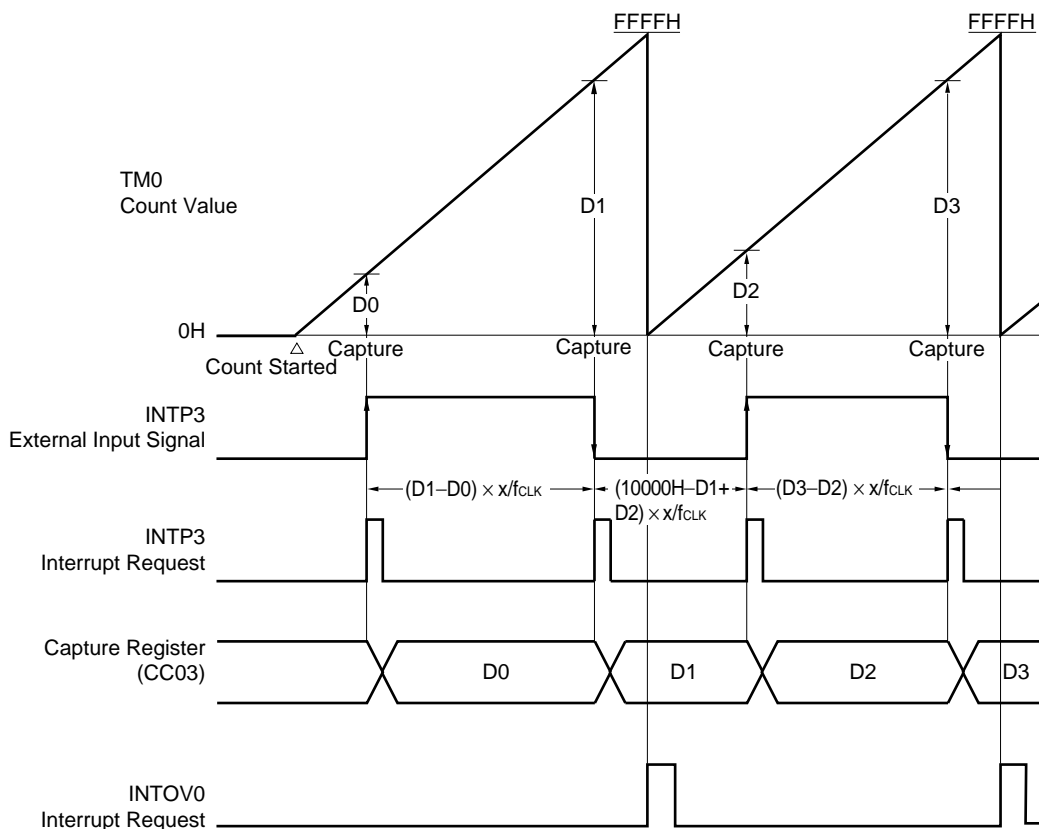 FFFFH
FFFFH
TM0
Count Value
D1
D3
D2
D0
0H
△
Count Started
Capture
Capture
Capture
Capture
INTP3
External Input Signal
(D1–D0) × x/fCLK
(10000H–D1+
D2) × x/fCLK
(D3–D2) × x/fCLK
INTP3
Interrupt Request
Capture Register
(CC03)
D0
D1
D2
D3
INTOV0
Interrupt Request